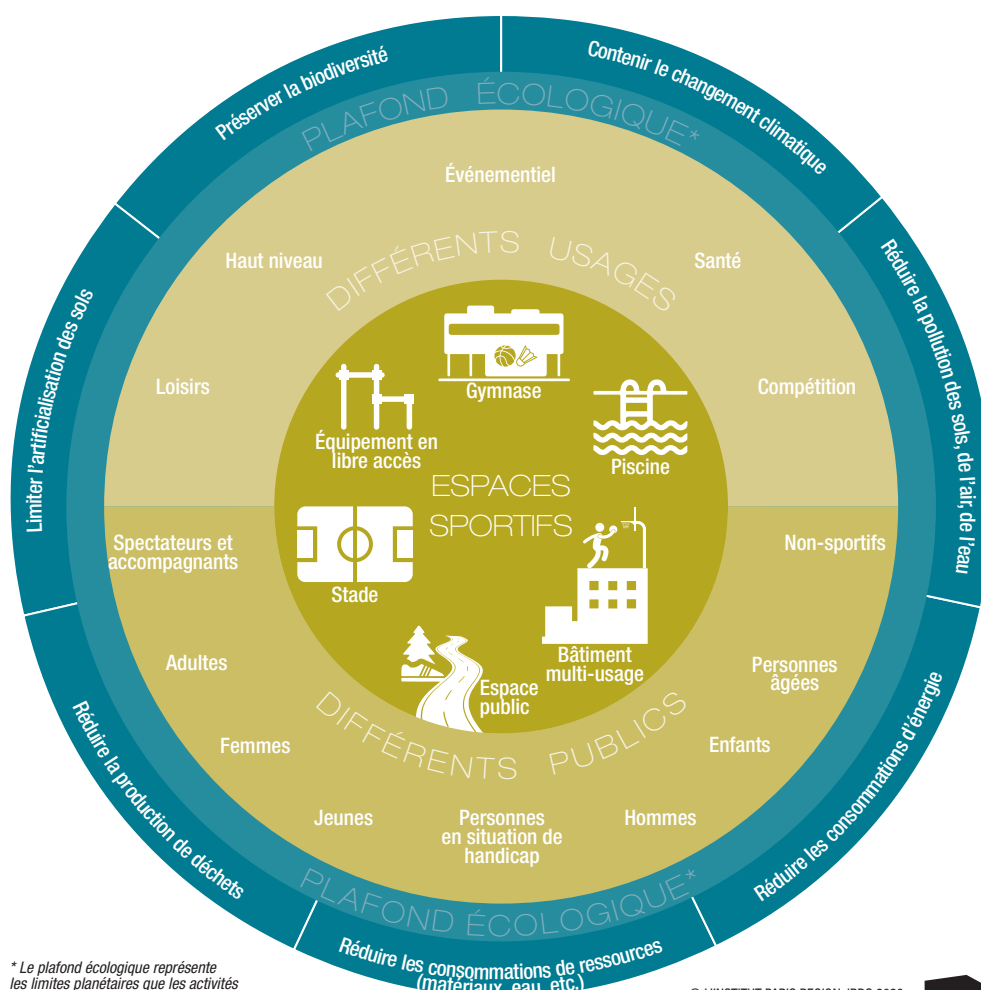 Préserver la biodiversité
Contenir le changement climatique
Réduire la pollution des sols, de l'air, de l'eau
Réduire les consommations d'énergie
Réduire les consommations de ressources
(matériaux, eau, etc.)
Réduire la production de déchets
Limiter l'artificialisation des sols
PLAFOND ÉCOLOGIQUE*
Événementiel
Haut niveau
Santé
Loisirs
Compétition
DIFFÉRENTS USAGES
Gymnase
Équipement en
libre accès
Piscine
ESPACES
SPORTIFS
Stade
Bâtiment
multi-usage
Espace
public
Spectateurs et
accompagnants
Non-sportifs
Adultes
Personnes
âgées
Femmes
Enfants
Jeunes
Personnes
en situation de
handicap
Hommes
DIFFÉRENTS PUBLICS
PLAFOND ÉCOLOGIQUE*
* Le plafond écologique représente
les limites planétaires que les activités